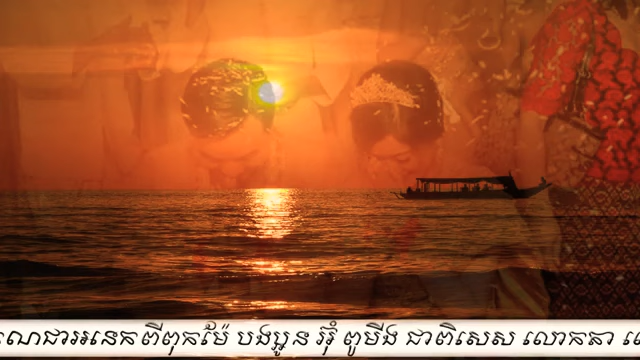 ណជាអនេកពីពុកម៉ែ បងប្អូន អ៊ុំ ពូមីង ជាពិសេស លោកតា